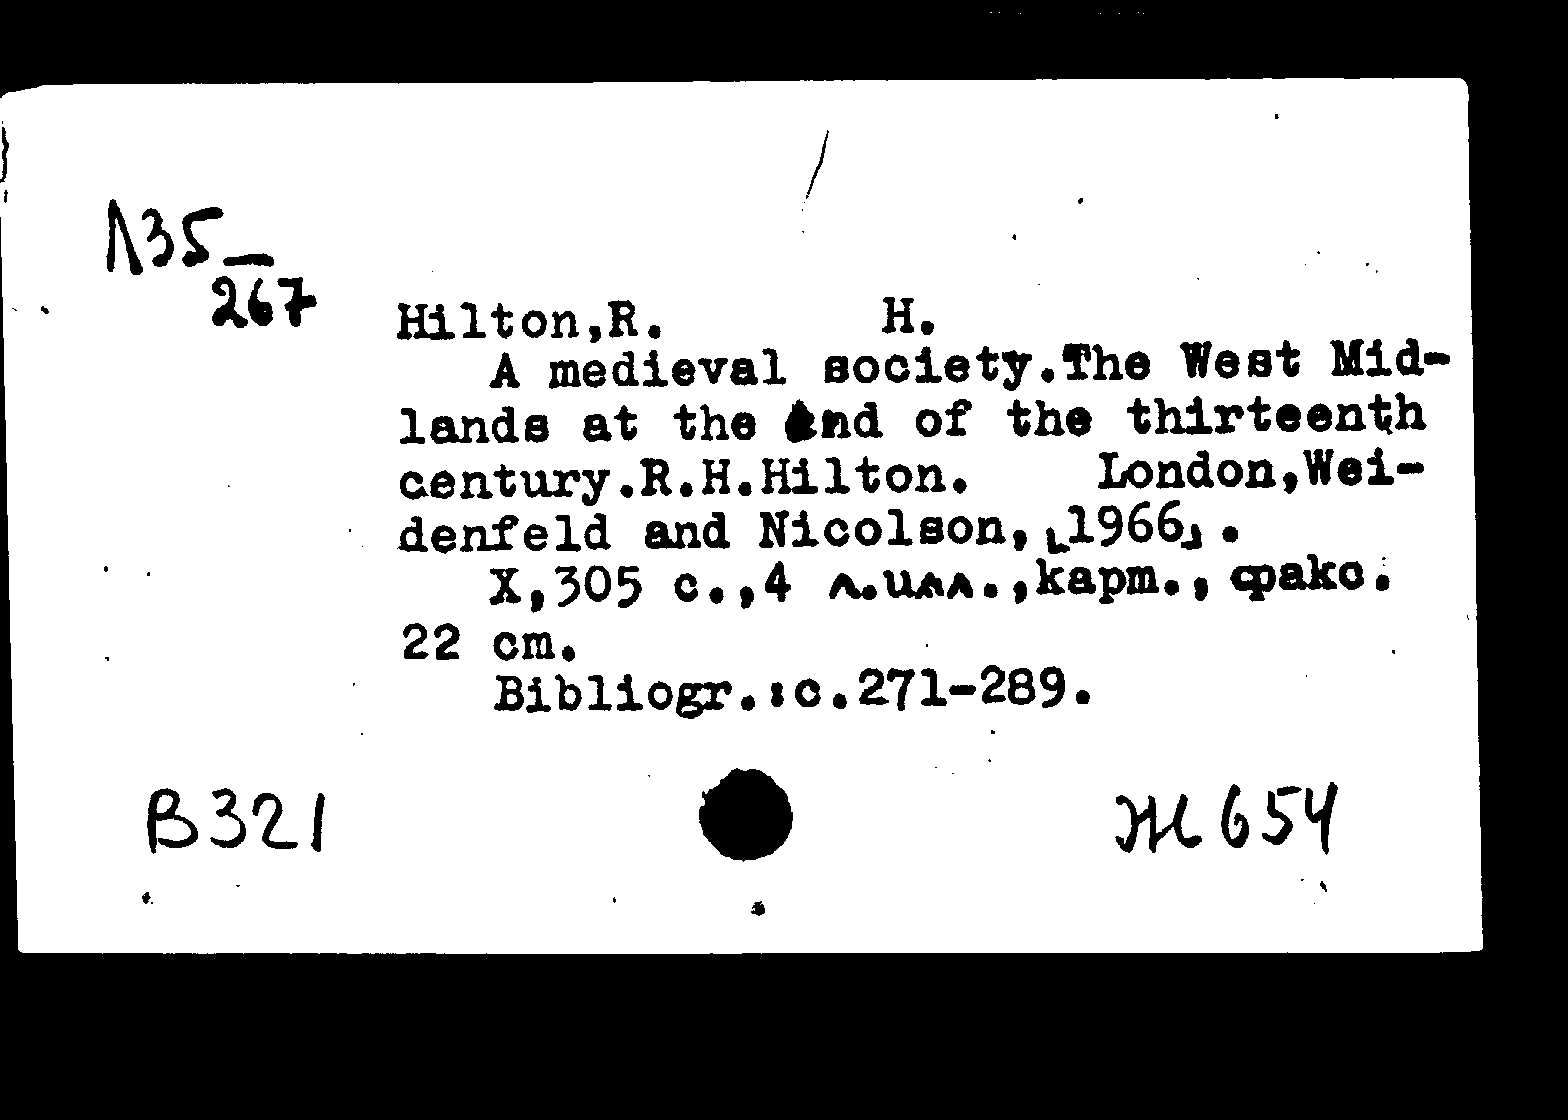 Л35
267
Hilton,R. H.
A medieval society.The West Mid-
lands at the end of the thirteenth
century.R.H.Hilton. London,Wei-
denfeld and Nicolson,[1966].
X,305 с.,4 л.илл.,карт.,факс.
22 cm.
Bibliogr.:c.271-289.
В321 Ж654